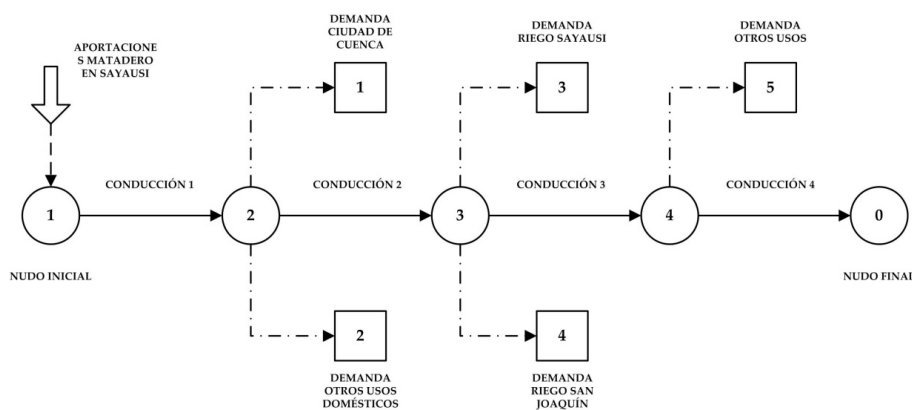 APORTACIONE
S MATADERO
EN SAYAUSI
DEMANDA
CIUDAD DE
CUENCA
DEMANDA
RIEGO SAYAUSI
DEMANDA
OTROS USOS
1
3
5
CONDUCCIÓN 1
CONDUCCIÓN 2
CONDUCCIÓN 3
CONDUCCIÓN 4
1
2
3
4
0
NUDO INICIAL
NUDO FINAL
2
4
DEMANDA
OTROS USOS
DOMÉSTICOS
DEMANDA
RIEGO SAN
JOAQUÍN